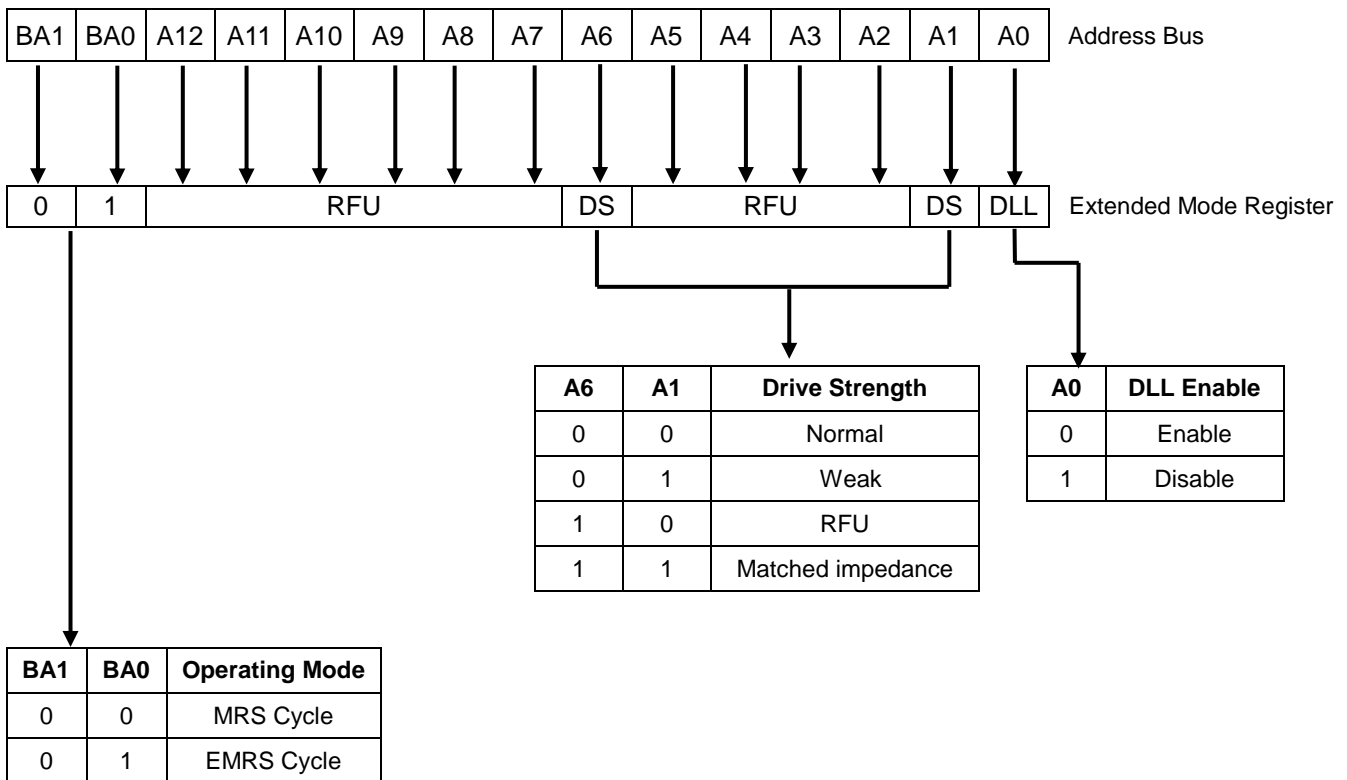 BA1 BA0 A12 A11 A10 A9 A8 A7 A6 A5 A4 A3 A2 A1 A0 Address Bus
0 1 RFU DS RFU DS DLL Extended Mode Register
A6 A1 Drive Strength
0 0 Normal
0 1 Weak
1 0 RFU
1 1 Matched impedance
A0 DLL Enable
0 Enable
1 Disable
BA1 BA0 Operating Mode
0 0 MRS Cycle
0 1 EMRS Cycle